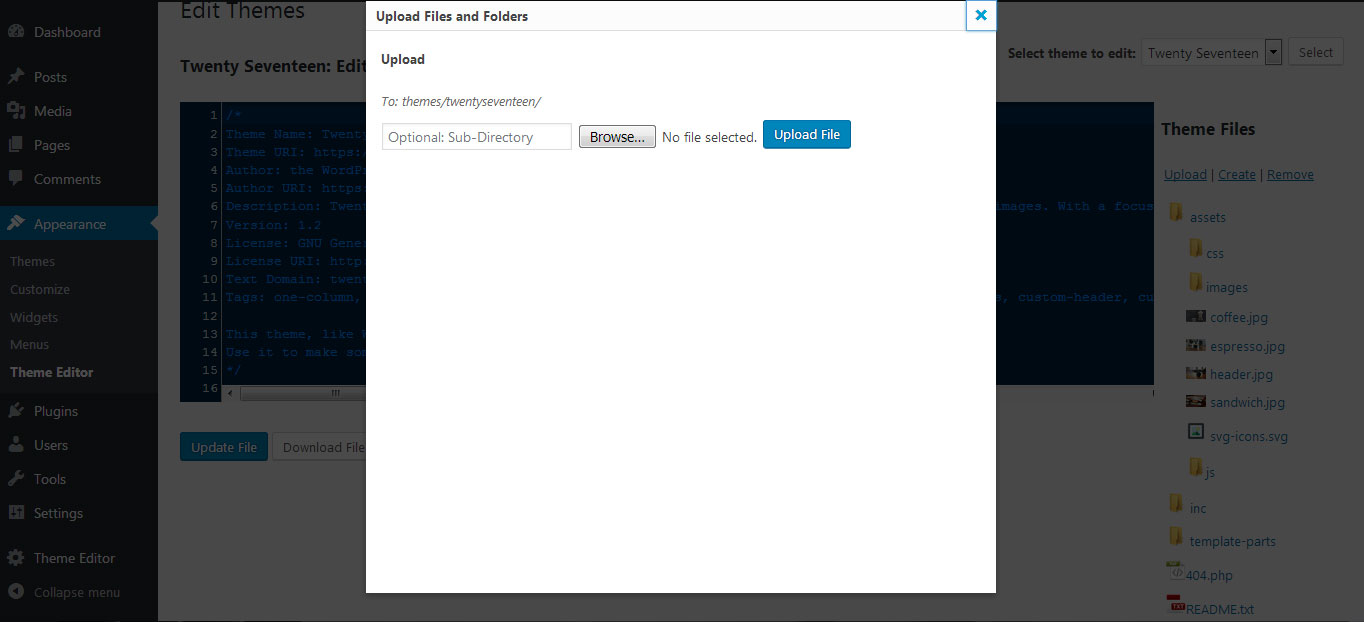 Dashboard
Posts
Media
Pages
Comments
Appearance
Themes
Customize
Widgets
Menus
Theme Editor
Plugins
Users
Tools
Settings
Theme Editor
Collapse menu
Edit Themes
Twenty Seventeen: Edit
Select theme to edit: Twenty Seventeen Select
1 /*
2 Theme Name: Twenty
3 Theme URI: https:/
4 Author: the WordPr
5 Author URI: https:
6 Description: Twent images. With a focus
7 Version: 1.2
8 License: GNU Gener
9 License URI: http:
10 Text Domain: twent
11 Tags: one-column, s, custom-header, cu
12
13 This theme, like W
14 Use it to make som
15 */
16
Update File Download File
Upload Files and Folders
Upload
To: themes/twentyseventeen/
Optional: Sub-Directory Browse... No file selected. Upload File
Theme Files
Upload | Create | Remove
assets
css
images
coffee.jpg
espresso.jpg
header.jpg
sandwich.jpg
svg-icons.svg
js
inc
template-parts
404.php
TXT README.txt